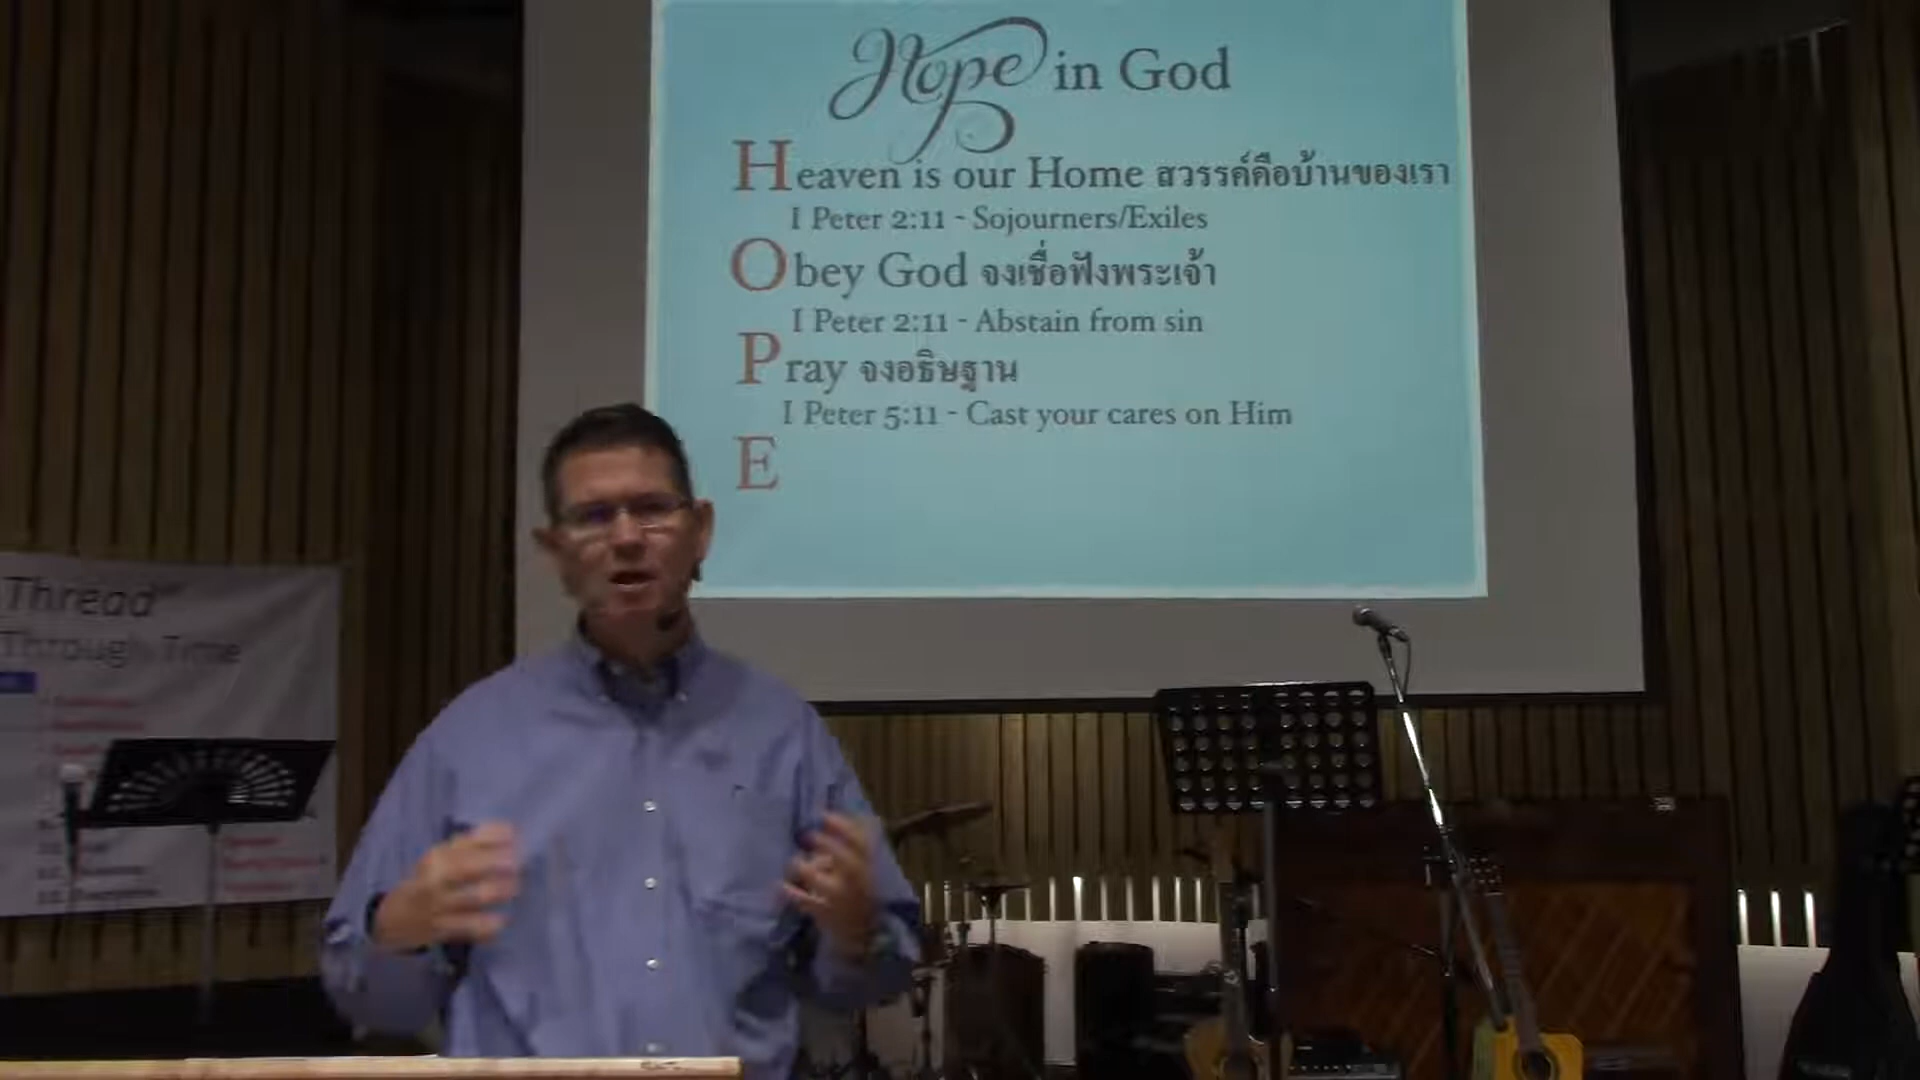 Hope in God
Heaven is our Home สวรรค์คือบ้านของเรา
I Peter 2:11 - Sojourners/Exiles
Obey God จงเชื่อฟังพระเจ้า
I Peter 2:11 - Abstain from sin
Pray จงอธิษฐาน
I Peter 5:11 - Cast your cares on Him
E
Thread
Through Time